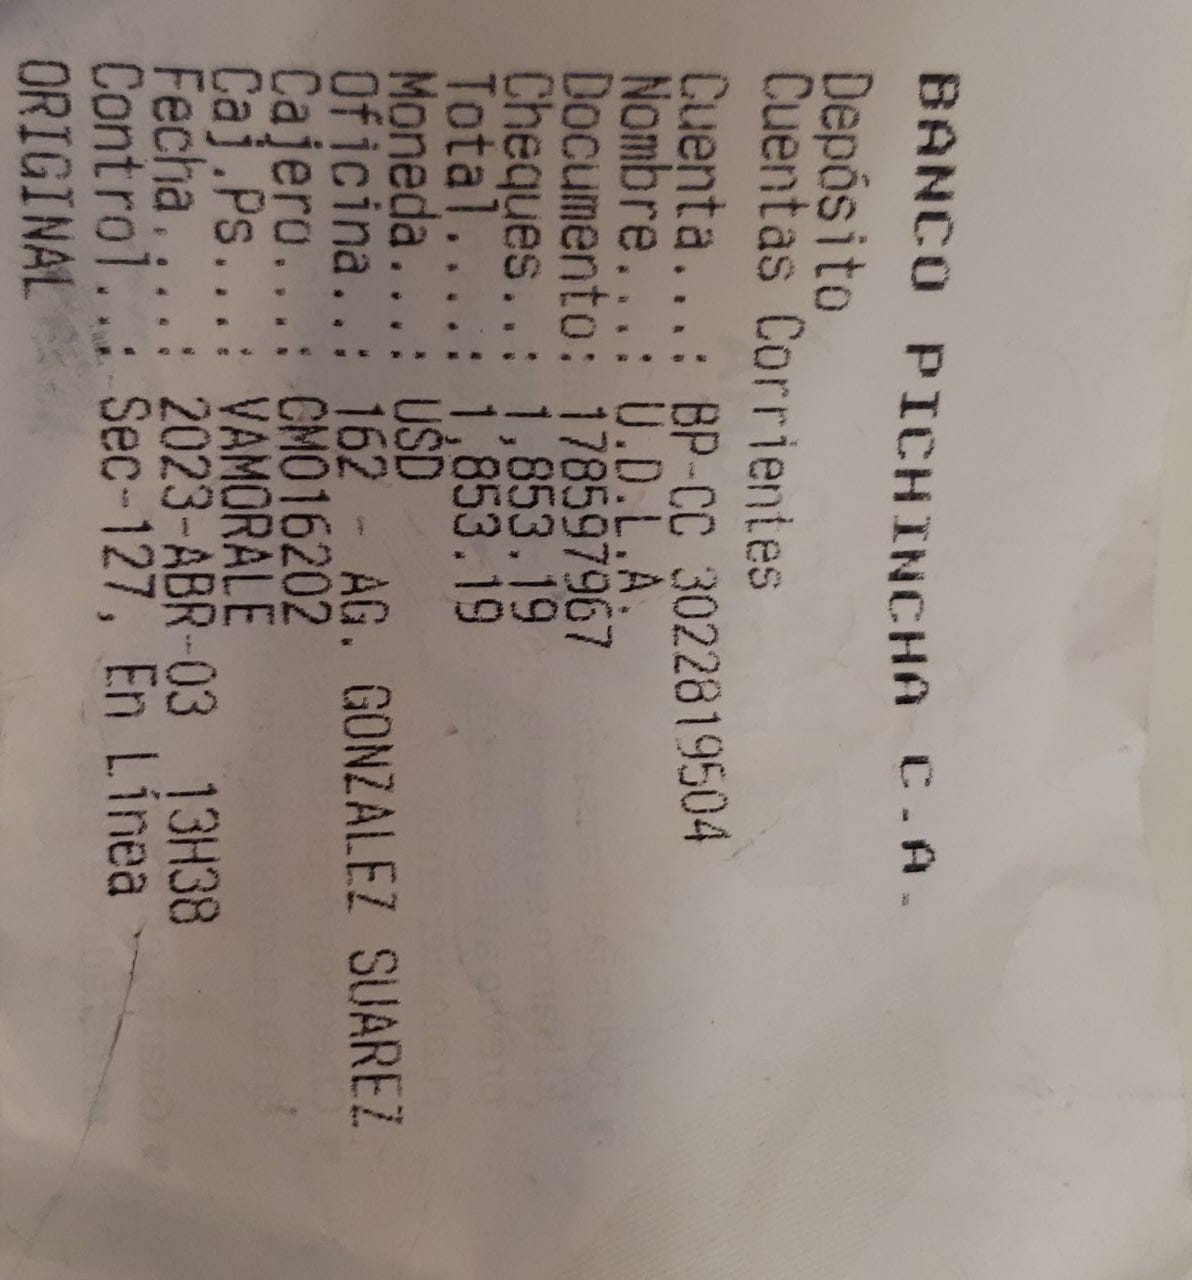 BANCO PICHINCHA C.A.
Depósito
Cuentas Corrientes
Cuenta...: BP-CC 3022819504
Nombre...: U.D.L.A.
Documento: 178597967
Cheques..: 1,853.19
Total....: 1,853.19
Moneda...: USD
Oficina..: 162 - AG. GONZALEZ SUAREZ
Cajero...: CM016202
Caj.Ps...: VAMORALE
Fecha....: 2023-ABR-03 13H38
Control..: Sec-127, En Línea
ORIGINAL